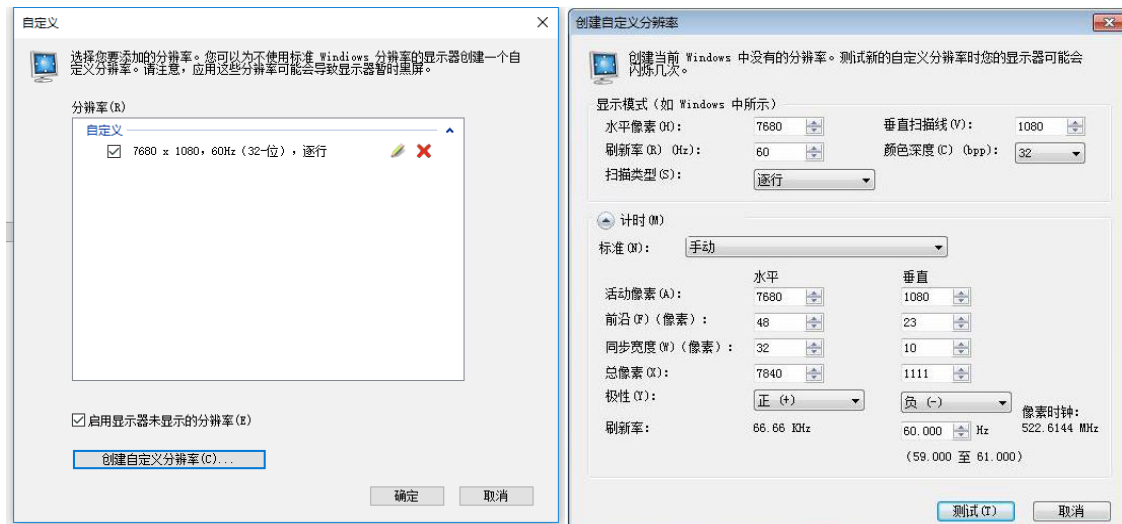 自定义
选择您要添加的分辨率。您可以为不使用标准 Windiows 分辨率的显示器创建一个自
定义分辨率。请注意，应用这些分辨率可能会导致显示器暂时黑屏。
分辨率(R)
自定义
7680 x 1080，60Hz (32-位)，逐行
启用显示器未显示的分辨率(E)
创建自定义分辨率(C)...
确定 取消
创建自定义分辨率
创建当前 Windows 中没有的分辨率。测试新的自定义分辨率时您的显示器可能会
闪烁几次。
显示模式(如 Windows 中所示)
水平像素(H)： 7680 垂直扫描线(V)： 1080
刷新率(R) (Hz)： 60 颜色深度(C) (bpp)： 32
扫描类型(S)： 逐行
计时(M)
标准(N)： 手动
水平 垂直
活动像素(A)： 7680 1080
前沿(F)(像素)： 48 23
同步宽度(W)(像素)： 32 10
总像素(X)： 7840 1111
极性(Y)： 正 (+) 负 (-) 像素时钟：
刷新率： 66.66 KHz 60.000 Hz 522.6144 MHz
(59.000 至 61.000)
测试(T) 取消